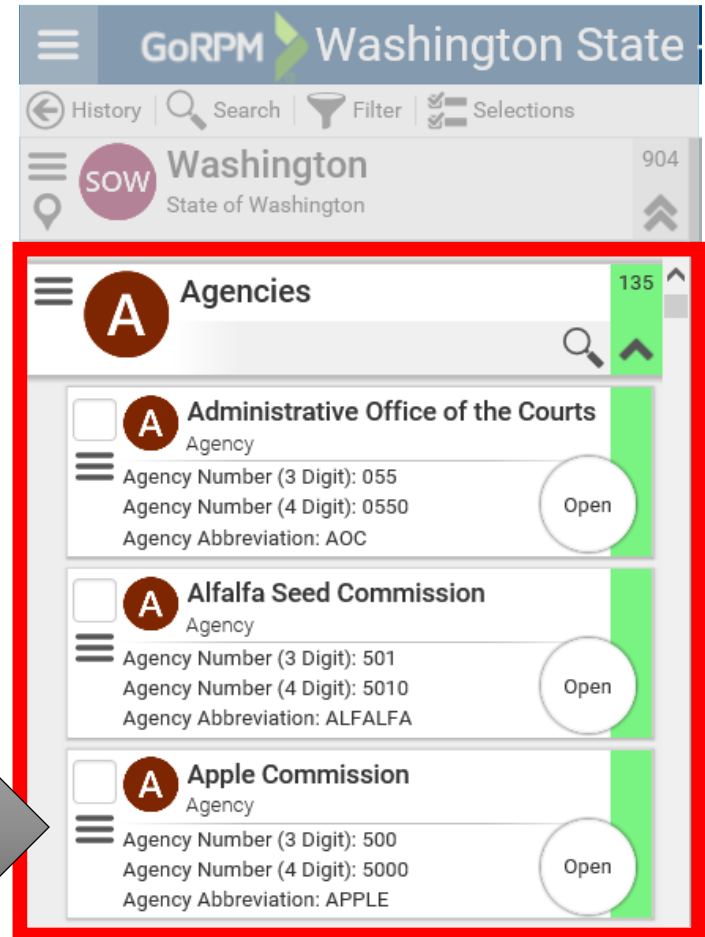 GoRPM Washington State -
History Search Filter Selections
SOW Washington 904
State of Washington
A Agencies 135
A Administrative Office of the Courts
Agency
Agency Number (3 Digit): 055
Agency Number (4 Digit): 0550
Agency Abbreviation: AOC
Open
A Alfalfa Seed Commission
Agency
Agency Number (3 Digit): 501
Agency Number (4 Digit): 5010
Agency Abbreviation: ALFALFA
Open
A Apple Commission
Agency
Agency Number (3 Digit): 500
Agency Number (4 Digit): 5000
Agency Abbreviation: APPLE
Open